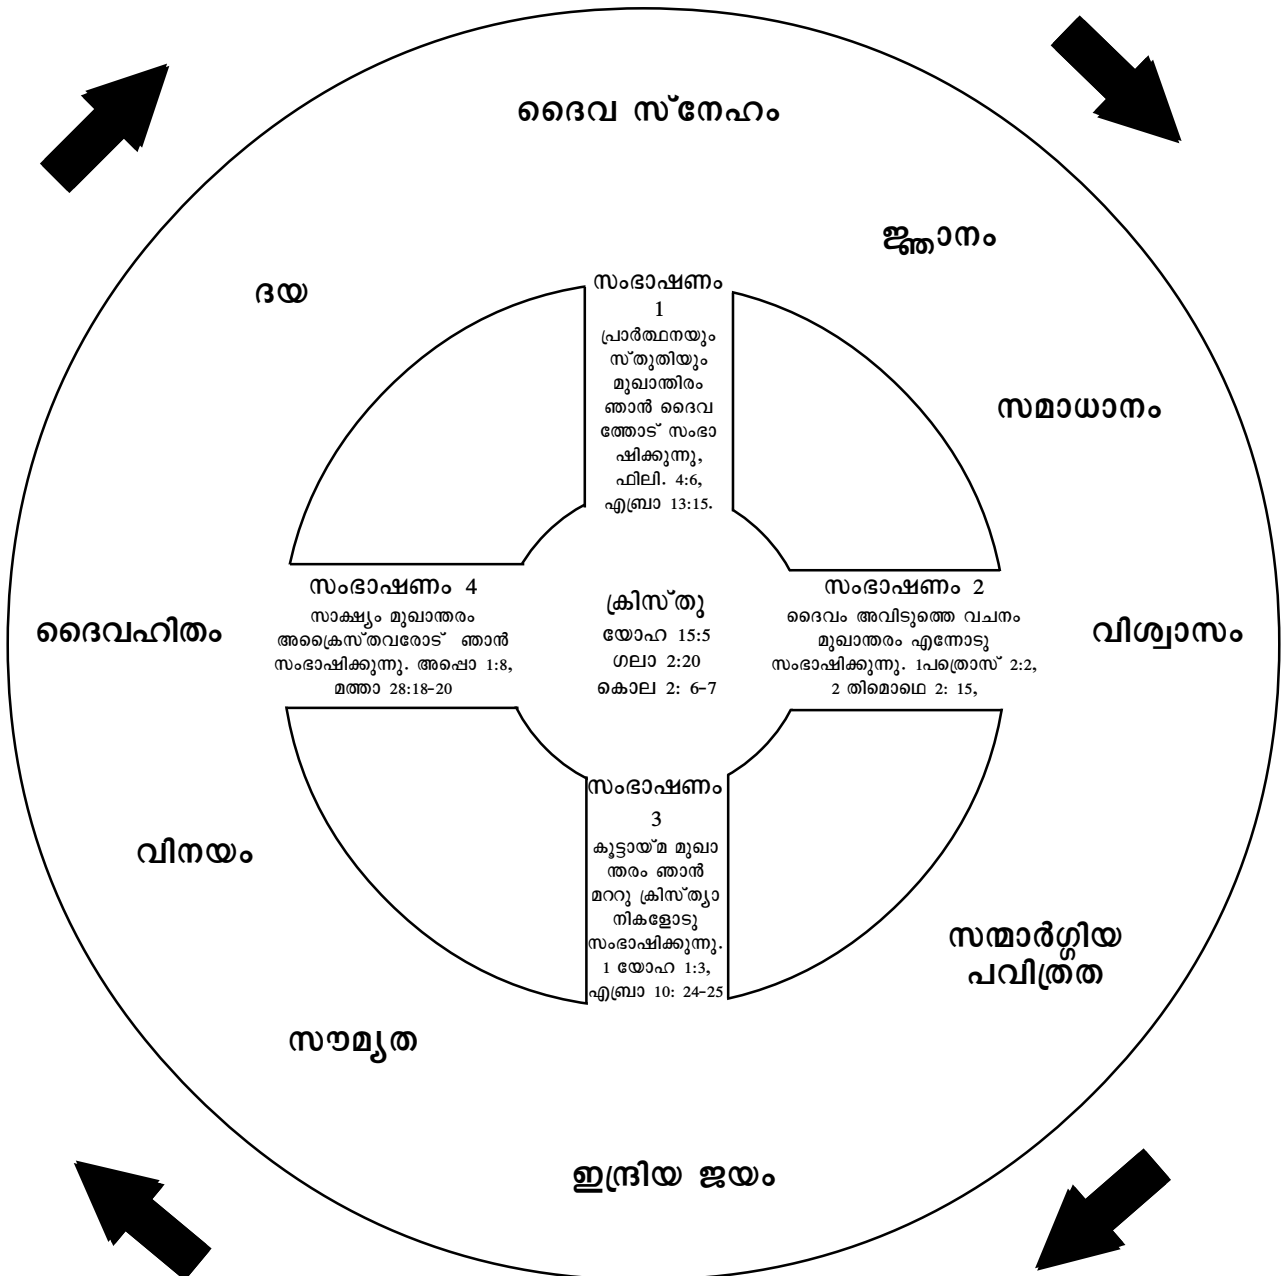 ദൈവ സ്നേഹം
ജ്ഞാനം
ദയ
സംഭാഷണം
1
പ്രാർത്ഥനയും
സ്തുതിയും
മുഖാന്തിരം
ഞാൻ ദൈവ
ത്തോട് സംഭാ
ഷിക്കുന്നു,
ഫിലി. 4:6,
എബ്രാ 13:15.
സമാധാനം
സംഭാഷണം 4
സാക്ഷ്യം മുഖാന്തരം
അക്രൈസ്തവരോട് ഞാൻ
സംഭാഷിക്കുന്നു. അപ്പൊ 1:8,
മത്താ 28:18-20
ക്രിസ്തു
യോഹ 15:5
ഗലാ 2:20
കൊല 2: 6-7
സംഭാഷണം 2
ദൈവം അവിടുത്തെ വചനം
മുഖാന്തരം എന്നോടു
സംഭാഷിക്കുന്നു. 1പത്രൊസ് 2:2,
2 തിമൊഥെ 2: 15,
ദൈവഹിതം
വിശ്വാസം
സംഭാഷണം
3
കൂട്ടായ്മ മുഖാ
ന്തരം ഞാൻ
മററു ക്രിസ്ത്യാ
നികളോടു
സംഭാഷിക്കുന്നു.
1 യോഹ 1:3,
എബ്രാ 10: 24-25
വിനയം
സന്മാർഗ്ഗിയ
പവിത്രത
സൗമ്യത
ഇന്ദ്രിയ ജയം